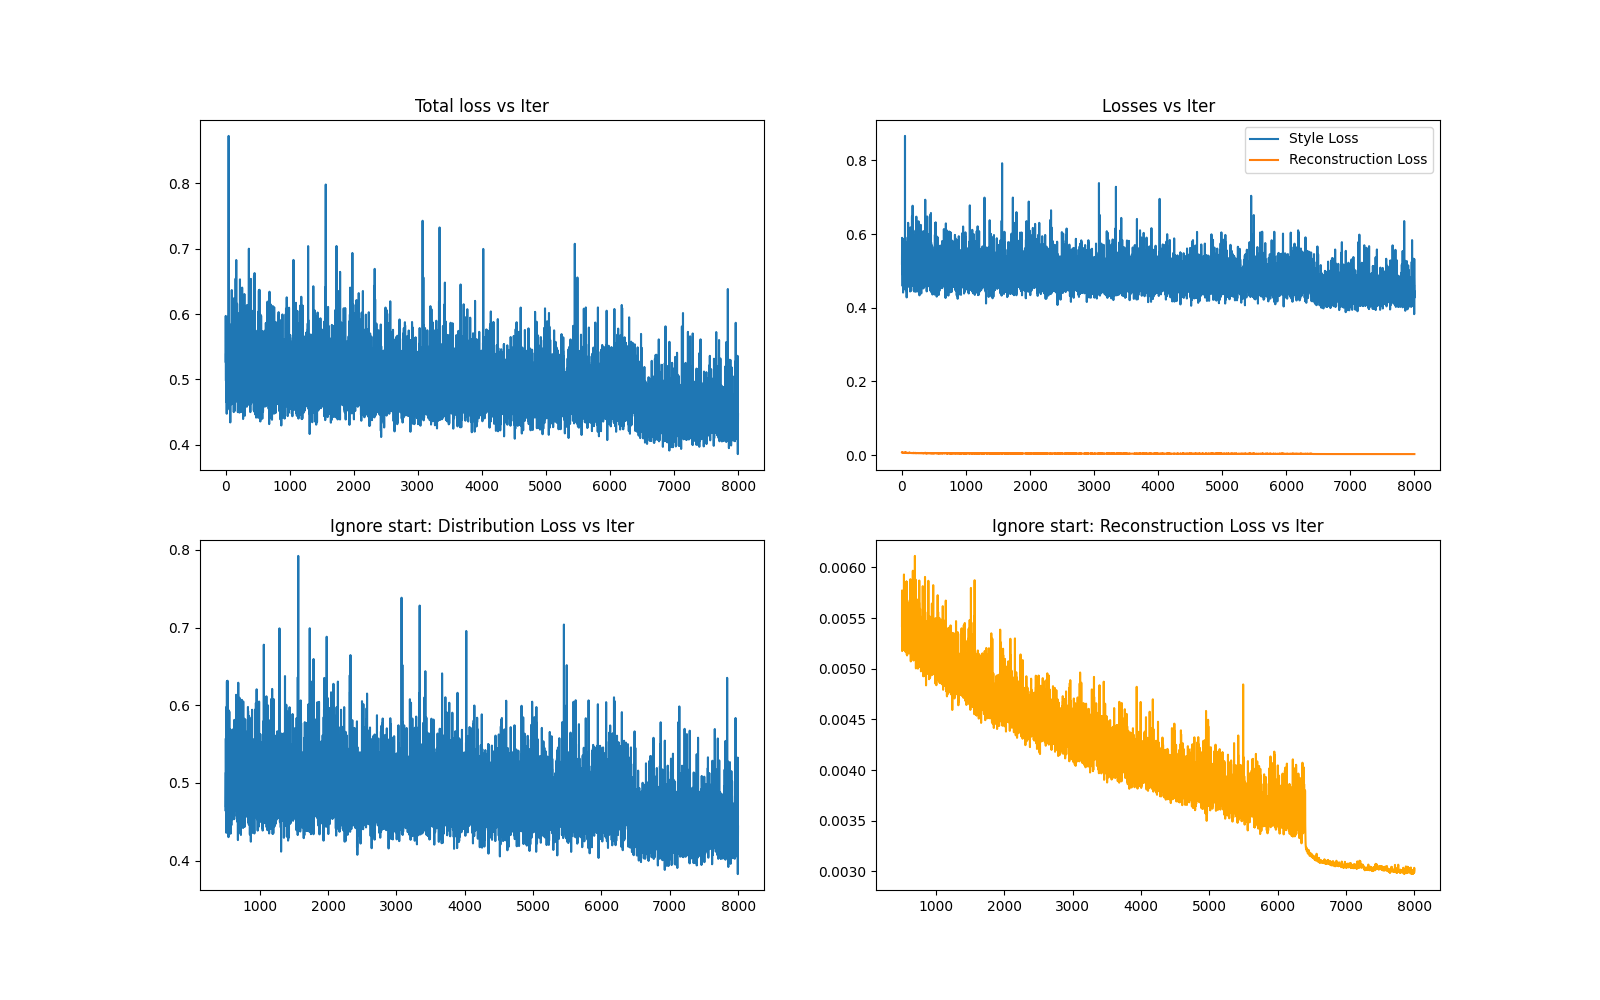 Total loss vs Iter
0.8
0.7
0.6
0.5
0.4
0 1000 2000 3000 4000 5000 6000 7000 8000
Losses vs Iter
Style Loss
Reconstruction Loss
0.8
0.6
0.4
0.2
0.0
0 1000 2000 3000 4000 5000 6000 7000 8000
Ignore start: Distribution Loss vs Iter
0.8
0.7
0.6
0.5
0.4
1000 2000 3000 4000 5000 6000 7000 8000
Ignore start: Reconstruction Loss vs Iter
0.0060
0.0055
0.0050
0.0045
0.0040
0.0035
0.0030
1000 2000 3000 4000 5000 6000 7000 8000